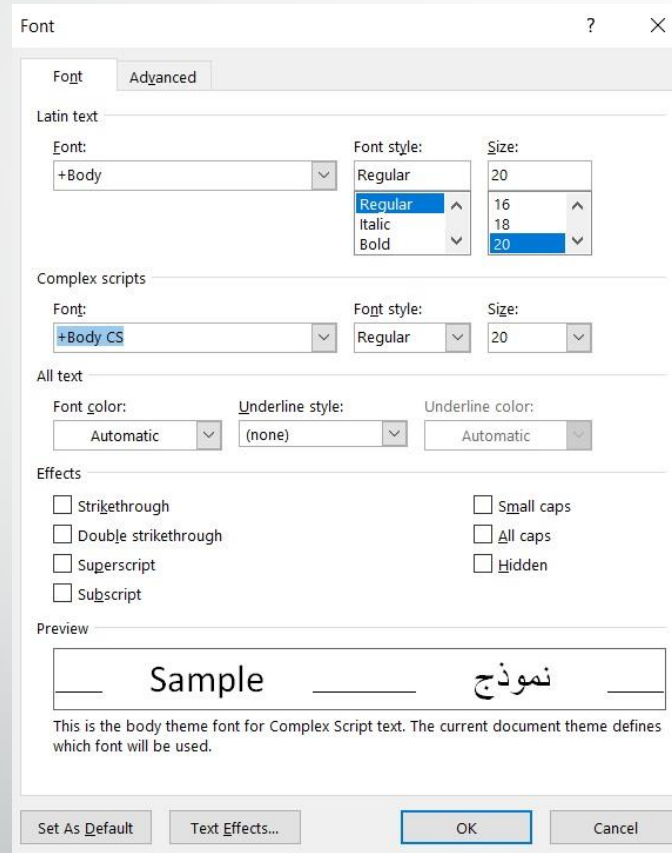 Font ? ×
Font Advanced
Latin text
Font: Font style: Size:
+Body Regular 20
Regular 16
Italic 18
Bold 20
Complex scripts
Font: Font style: Size:
+Body CS Regular 20
All text
Font color: Underline style: Underline color:
Automatic (none) Automatic
Effects
Strikethrough Small caps
Double strikethrough All caps
Superscript Hidden
Subscript
Preview
Sample نموذج
This is the body theme font for Complex Script text. The current document theme defines
which font will be used.
Set As Default Text Effects... OK Cancel